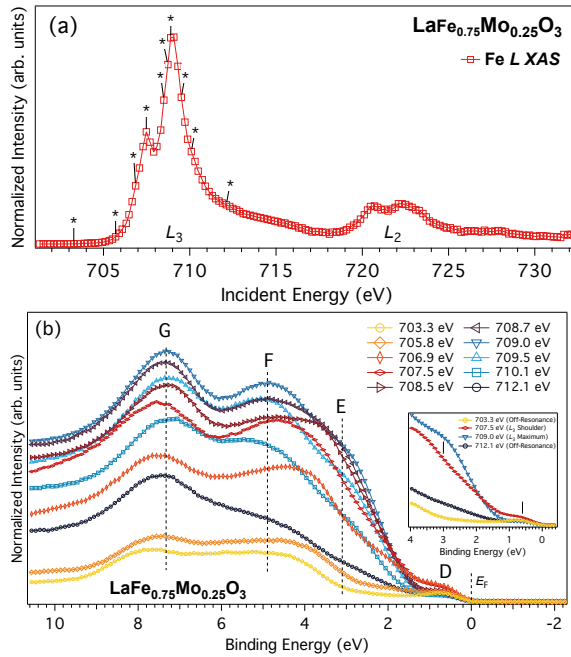 (a)
LaFe0.75Mo0.25O3
Fe L XAS
* * * * * * * * * *
L3
L2
Normalized Intensity (arb. units)
705 710 715 720 725 730
Incident Energy (eV)
(b)
G
F
E
D
EF
703.3 eV
705.8 eV
706.9 eV
707.5 eV
708.5 eV
708.7 eV
709.0 eV
709.5 eV
710.1 eV
712.1 eV
703.3 eV (Off-Resonance)
707.5 eV (L3 Shoulder)
709.0 eV (L3 Maximum)
712.1 eV (Off-Resonance)
4 3 2 1 0
Binding Energy (eV)
LaFe0.75Mo0.25O3
Normalized Intensity (arb. units)
10 8 6 4 2 0 -2
Binding Energy (eV)